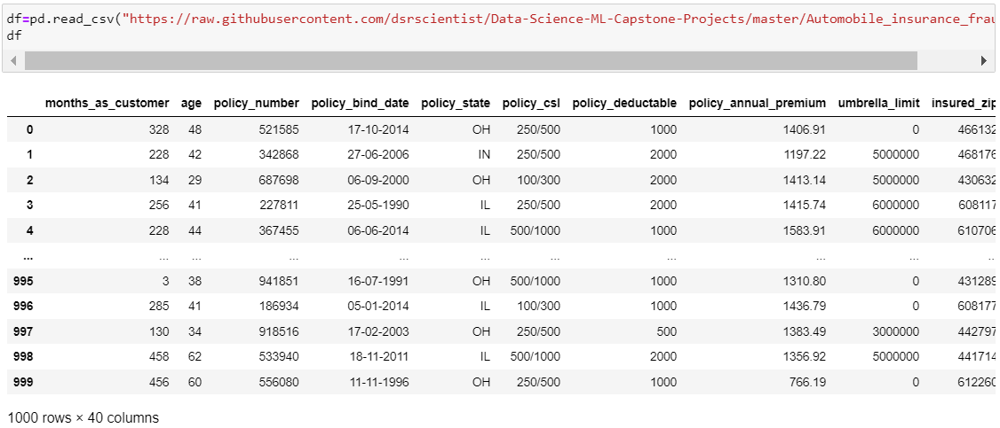 df=pd.read_csv("https://raw.githubusercontent.com/dsrscientist/Data-Science-ML-Capstone-Projects/master/Automobile_insurance_frau
df
months_as_customer age policy_number policy_bind_date policy_state policy_csl policy_deductable policy_annual_premium umbrella_limit insured_zip
0 328 48 521585 17-10-2014 OH 250/500 1000 1406.91 0 466132
1 228 42 342868 27-06-2006 IN 250/500 2000 1197.22 5000000 468176
2 134 29 687698 06-09-2000 OH 100/300 2000 1413.14 5000000 430632
3 256 41 227811 25-05-1990 IL 250/500 2000 1415.74 6000000 608117
4 228 44 367455 06-06-2014 IL 500/1000 1000 1583.91 6000000 610706
... ... ... ... ... ... ... ... ... ... ..
995 3 38 941851 16-07-1991 OH 500/1000 1000 1310.80 0 431289
996 285 41 186934 05-01-2014 IL 100/300 1000 1436.79 0 608177
997 130 34 918516 17-02-2003 OH 250/500 500 1383.49 3000000 442797
998 458 62 533940 18-11-2011 IL 500/1000 2000 1356.92 5000000 441714
999 456 60 556080 11-11-1996 OH 250/500 1000 766.19 0 612260
1000 rows × 40 columns